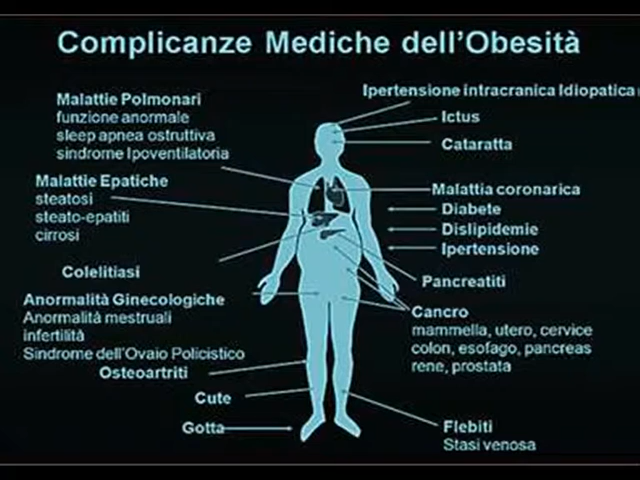 Complicanze Mediche dell'Obesità
Malattie Polmonari
funzione anormale
sleep apnea ostruttiva
sindrome Ipoventilatoria
Malattie Epatiche
steatosi
steato-epatiti
cirrosi
Colelitiasi
Anormalità Ginecologiche
Anormalità mestruali
infertilità
Sindrome dell'Ovaio Policistico
Osteoartriti
Cute
Gotta
Ipertensione intracranica Idiopatica
Ictus
Cataratta
Malattia coronarica
Diabete
Dislipidemie
Ipertensione
Pancreatiti
Cancro
mammella, utero, cervice
colon, esofago, pancreas
rene, prostata
Flebiti
Stasi venosa